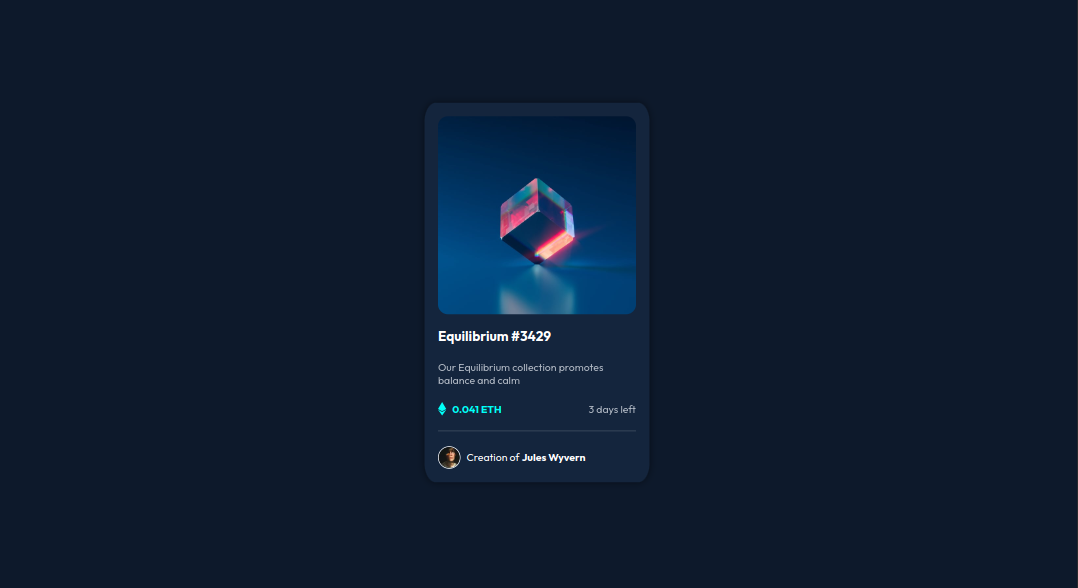 Equilibrium #3429
Our Equilibrium collection promotes
balance and calm
0.041 ETH
3 days left
Creation of Jules Wyvern